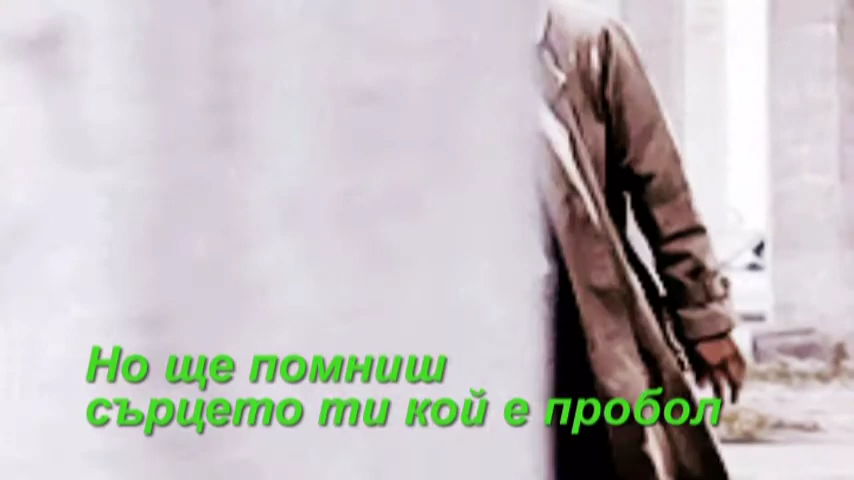 Но ще помниш
сърцето ти кой е пробол